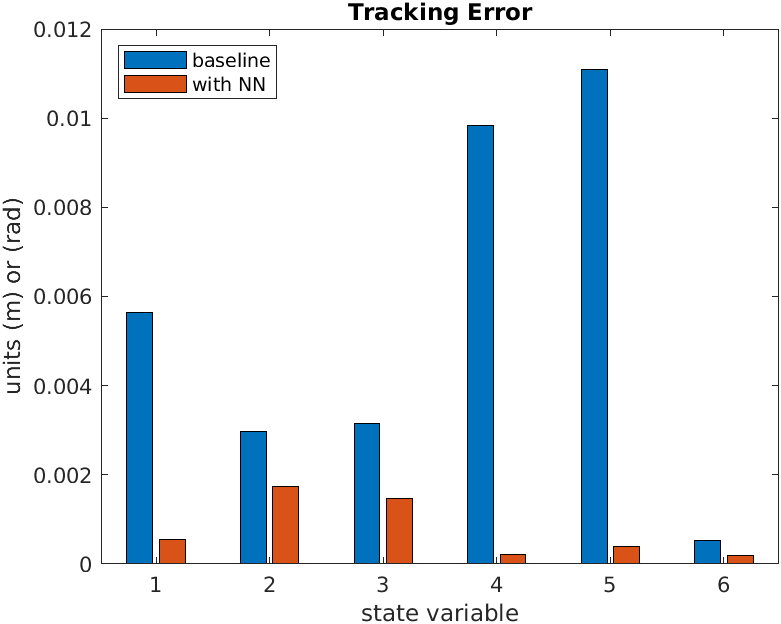 Tracking Error
baseline
with NN
units (m) or (rad)
0.012
0.01
0.008
0.006
0.004
0.002
0
1 2 3 4 5 6
state variable